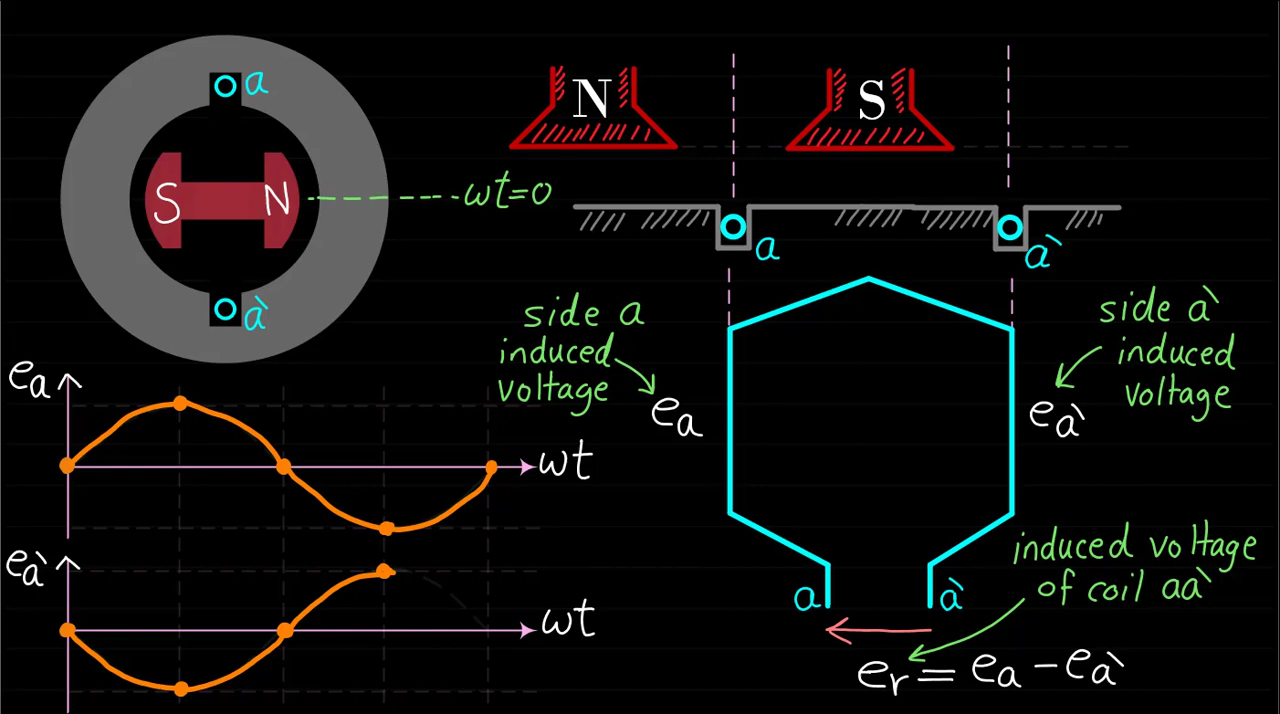 a
S N
ωt=0
a`
N S
a a`
side a
induced
voltage
ea
side a`
induced
voltage
ea`
ea
ωt
ea`
ωt
a a`
induced voltage
of coil aa`
er = ea - ea`